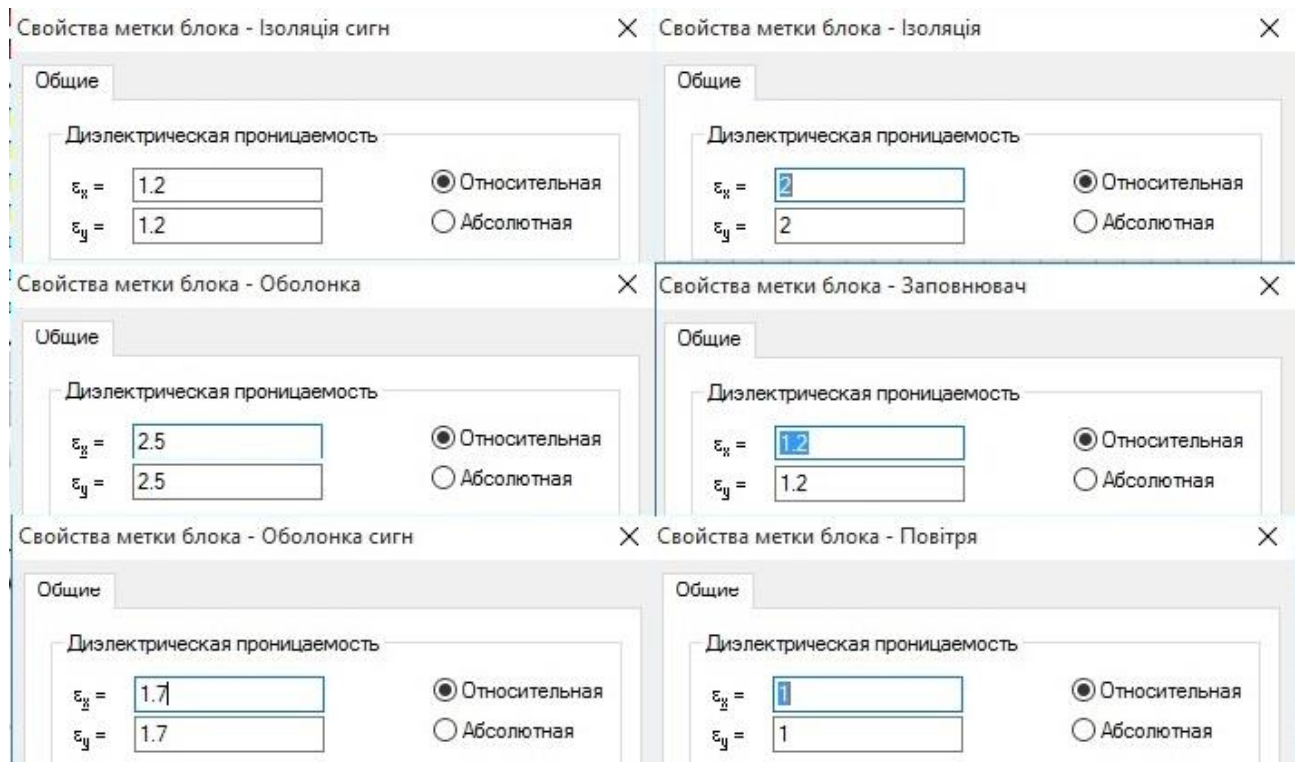 Свойства метки блока - Ізоляція сигн
Общие
Диэлектрическая проницаемость
εx = 1.2
Относительная
εy = 1.2
Абсолютная
Свойства метки блока - Ізоляція
Общие
Диэлектрическая проницаемость
εx = 2
Относительная
εy = 2
Абсолютная
Свойства метки блока - Оболонка
Общие
Диэлектрическая проницаемость
εx = 2.5
Относительная
εy = 2.5
Абсолютная
Свойства метки блока - Заповнювач
Общие
Диэлектрическая проницаемость
εx = 1.2
Относительная
εy = 1.2
Абсолютная
Свойства метки блока - Оболонка сигн
Общие
Диэлектрическая проницаемость
εx = 1.7
Относительная
εy = 1.7
Абсолютная
Свойства метки блока - Повітря
Общие
Диэлектрическая проницаемость
εx = 1
Относительная
εy = 1
Абсолютная